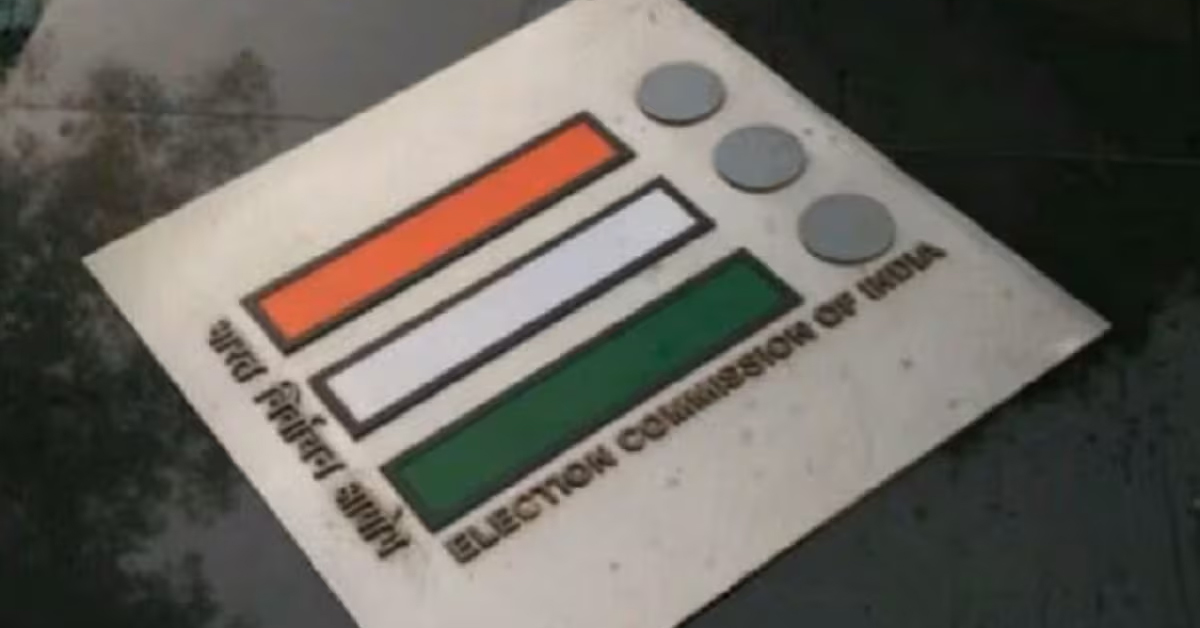 भारत निर्वाचन आयोग
ELECTION COMMISSION OF INDIA